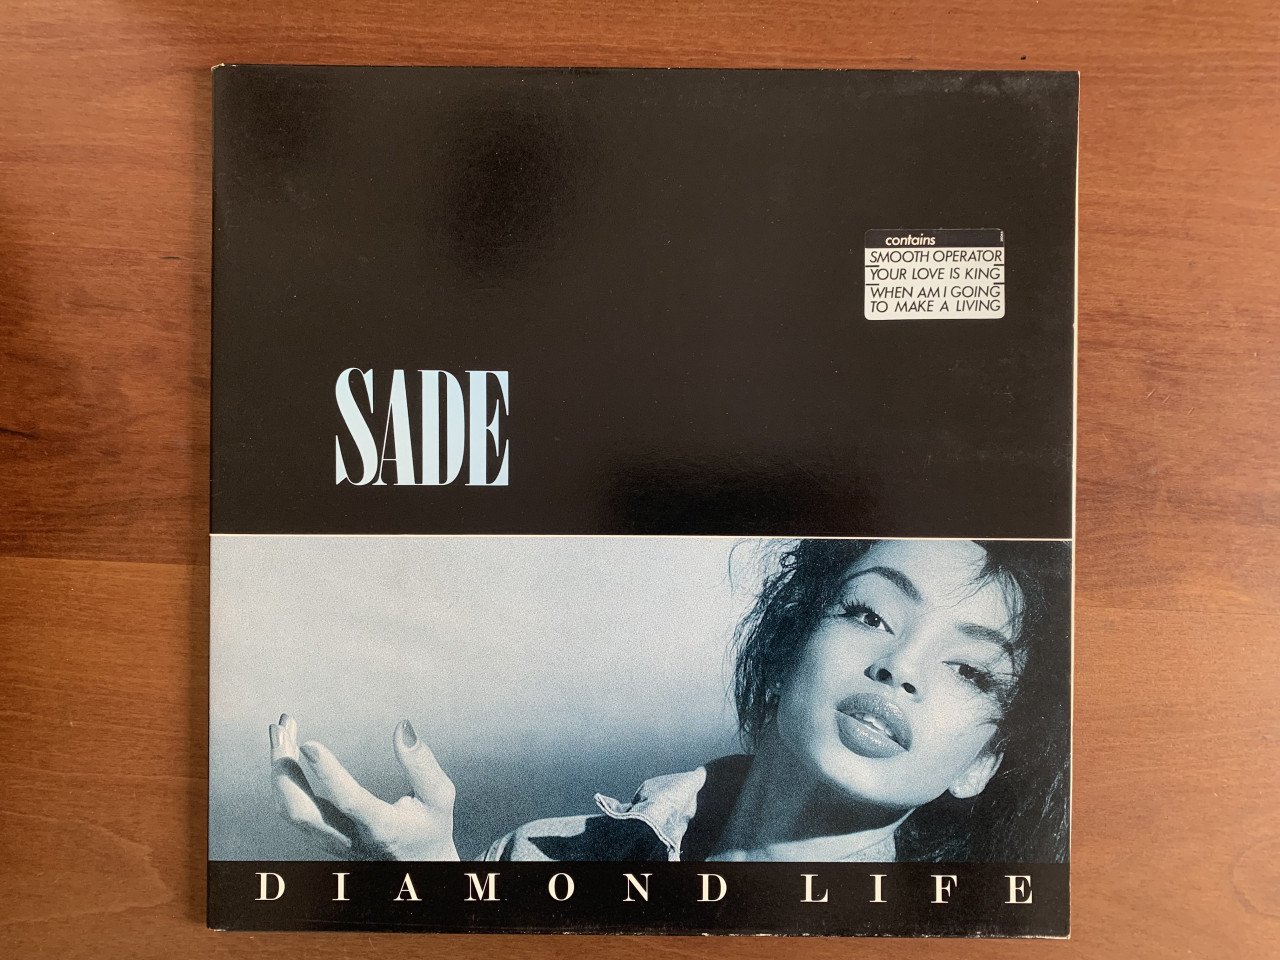 contains
SMOOTH OPERATOR
YOUR LOVE IS KING
WHEN AM I GOING
TO MAKE A LIVING
SADE
DIAMOND LIFE